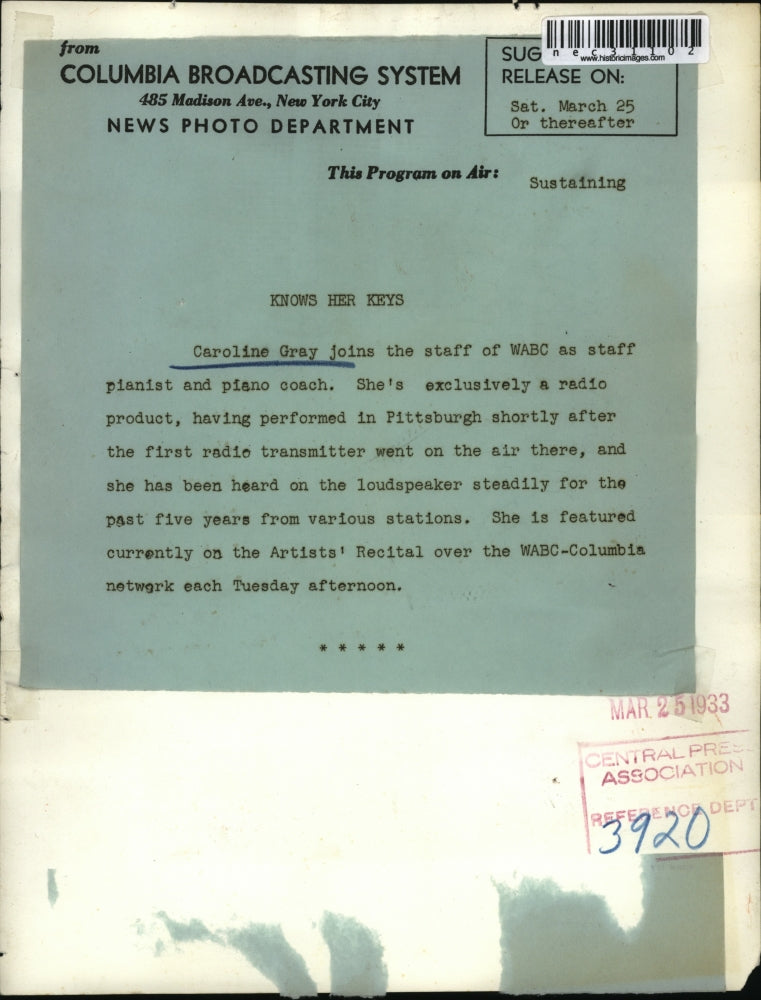 from
COLUMBIA BROADCASTING SYSTEM
485 Madison Ave., New York City
NEWS PHOTO DEPARTMENT
SUG
RELEASE ON:
Sat. March 25
Or thereafter
nec31102
www.historicimages.com
This Program on Air:
Sustaining
KNOWS HER KEYS
Caroline Gray joins the staff of WABC as staff
pianist and piano coach. She's exclusively a radio
product, having performed in Pittsburgh shortly after
the first radio transmitter went on the air there, and
she has been heard on the loudspeaker steadily for the
past five years from various stations. She is featured
currently on the Artists' Recital over the WABC-Columbia
network each Tuesday afternoon.
* * * * *
MAR 25 1933
CENTRAL PRES
ASSOCIATION
REFERENCE DEPT
3920